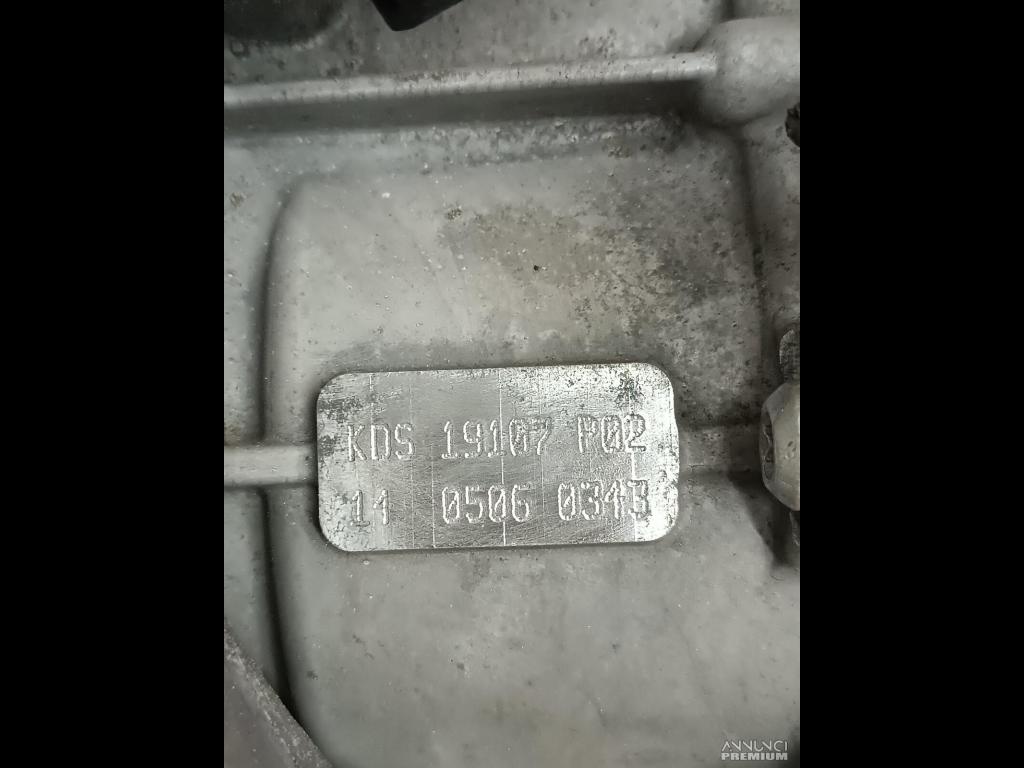 KDS 19107 P02
14 0506 0343
ANNUNCI
PREMIUM